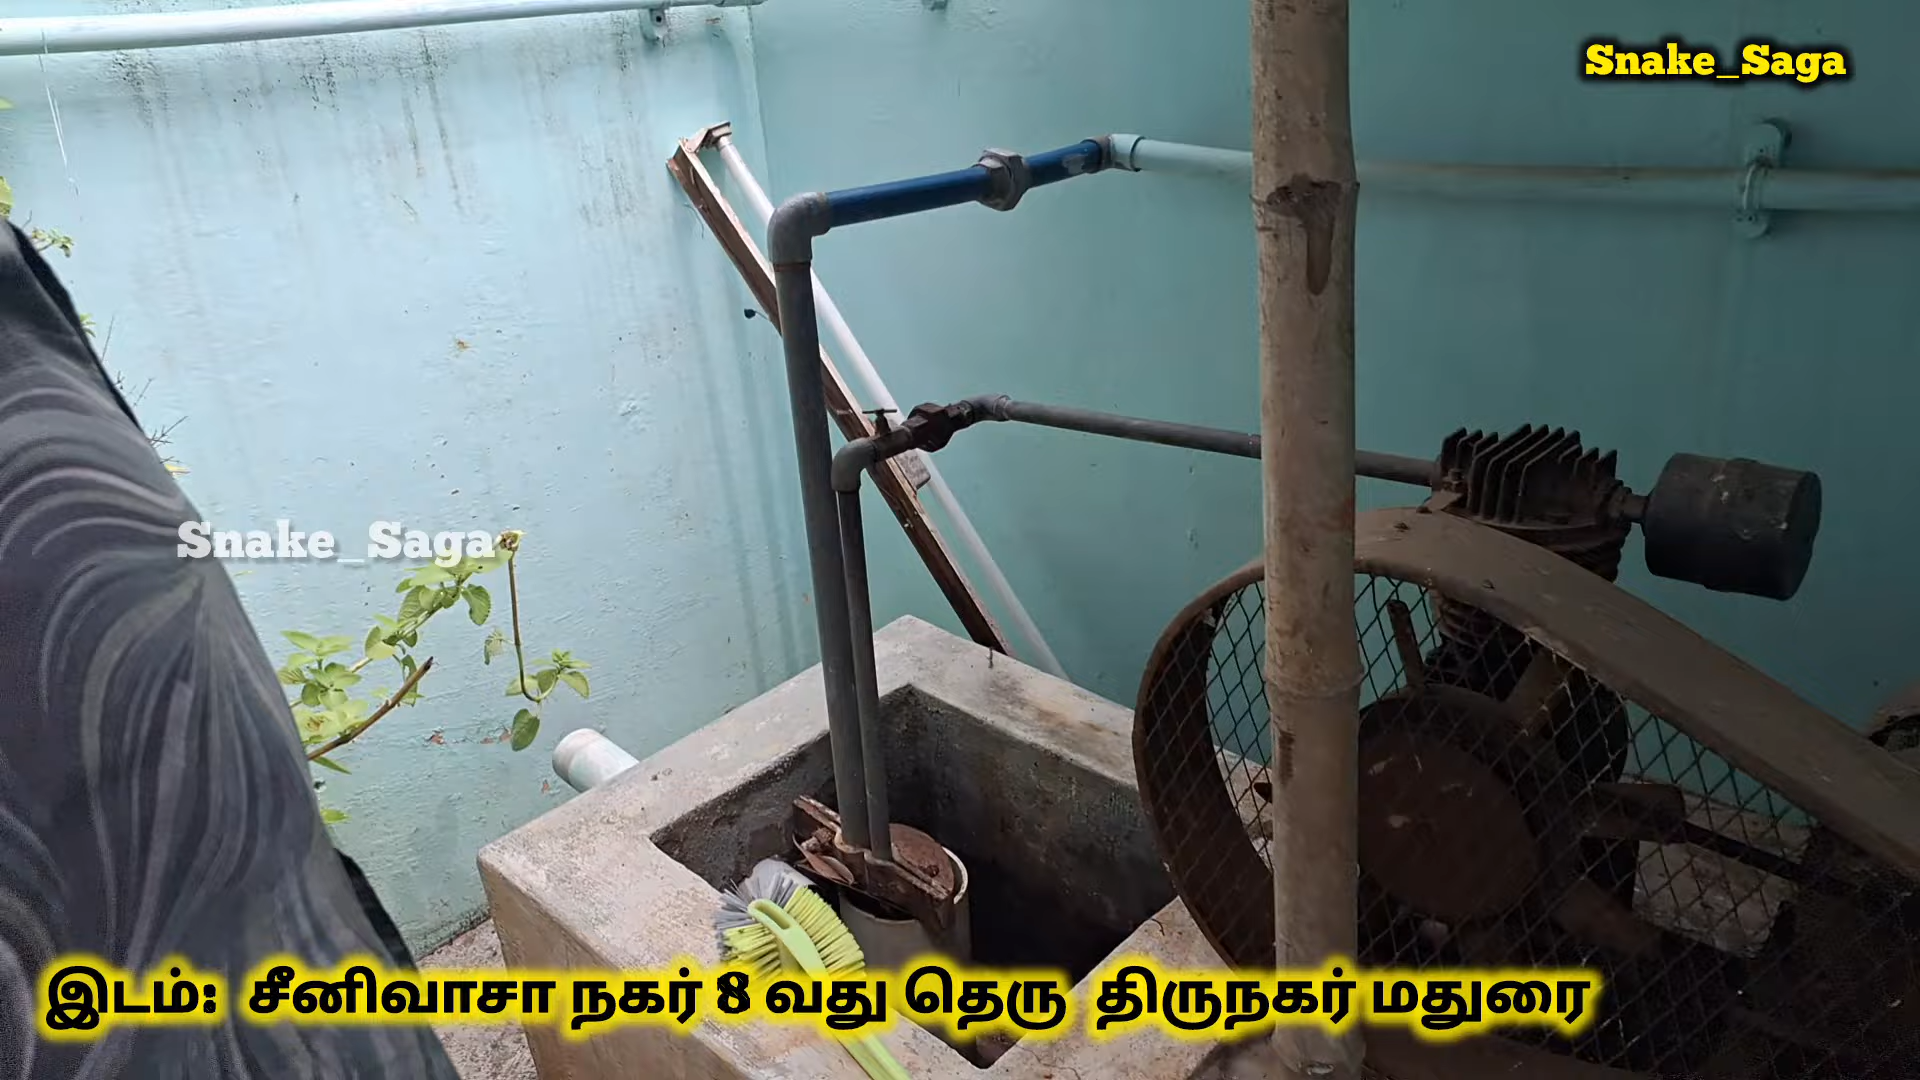 Snake_Saga
Snake_Saga
இடம்: சீனிவாசா நகர் 8 வது தெரு திருநகர் மதுரை